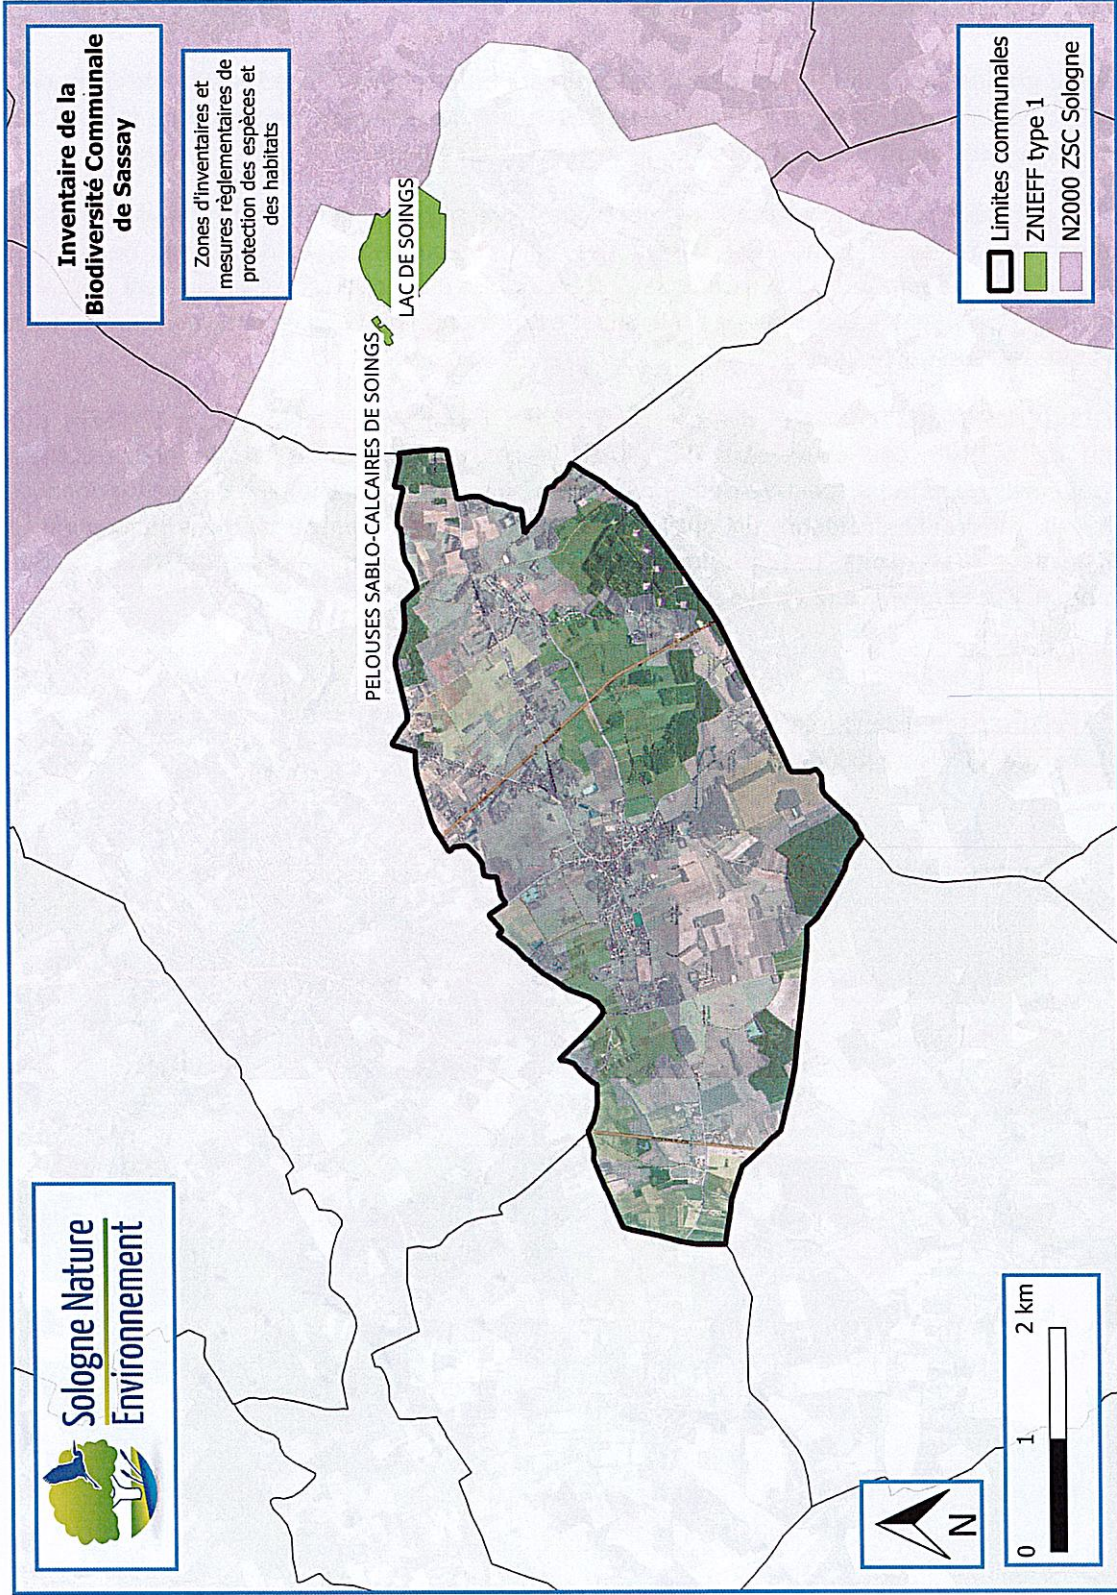 Sologne Nature
Environnement
Inventaire de la
Biodiversité Communale
de Sassay
Zones d'inventaires et
mesures règlementaires de
protection des espèces et
des habitats
PELOUSES SABLO-CALCAIRES DE SOINGS
LAC DE SOINGS
N
0 1 2 km
Limites communales
ZNIEFF type 1
N2000 ZSC Sologne